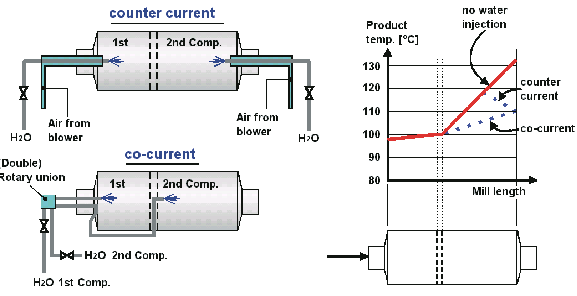 counter current
1st
2nd Comp.
Air from
blower
Air from
blower
H2O
H2O
co-current
(Double)
Rotary union
1st
2nd Comp.
H2O 2nd Comp.
H2O 1st Comp.
no water
injection
Product
temp. [°C]
130
120
110
100
90
80
counter
current
co-current
Mill length